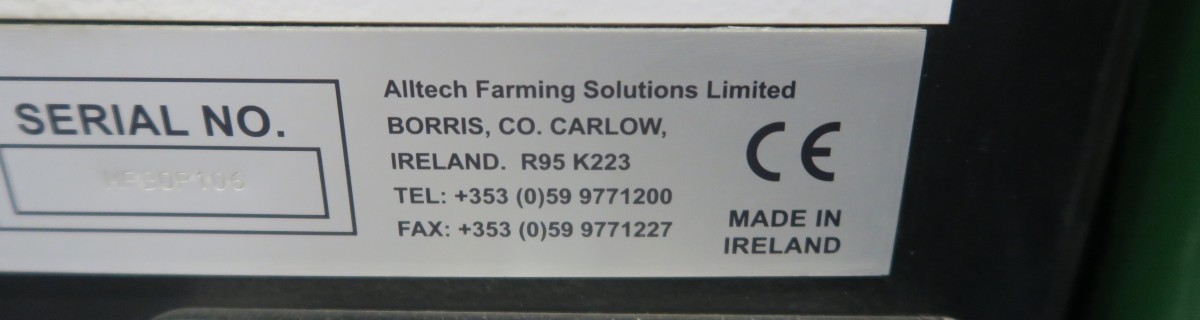 SERIAL NO.
Alltech Farming Solutions Limited
BORRIS, CO. CARLOW,
IRELAND. R95 K223
TEL: +353 (0)59 9771200
FAX: +353 (0)59 9771227
CE
MADE IN
IRELAND